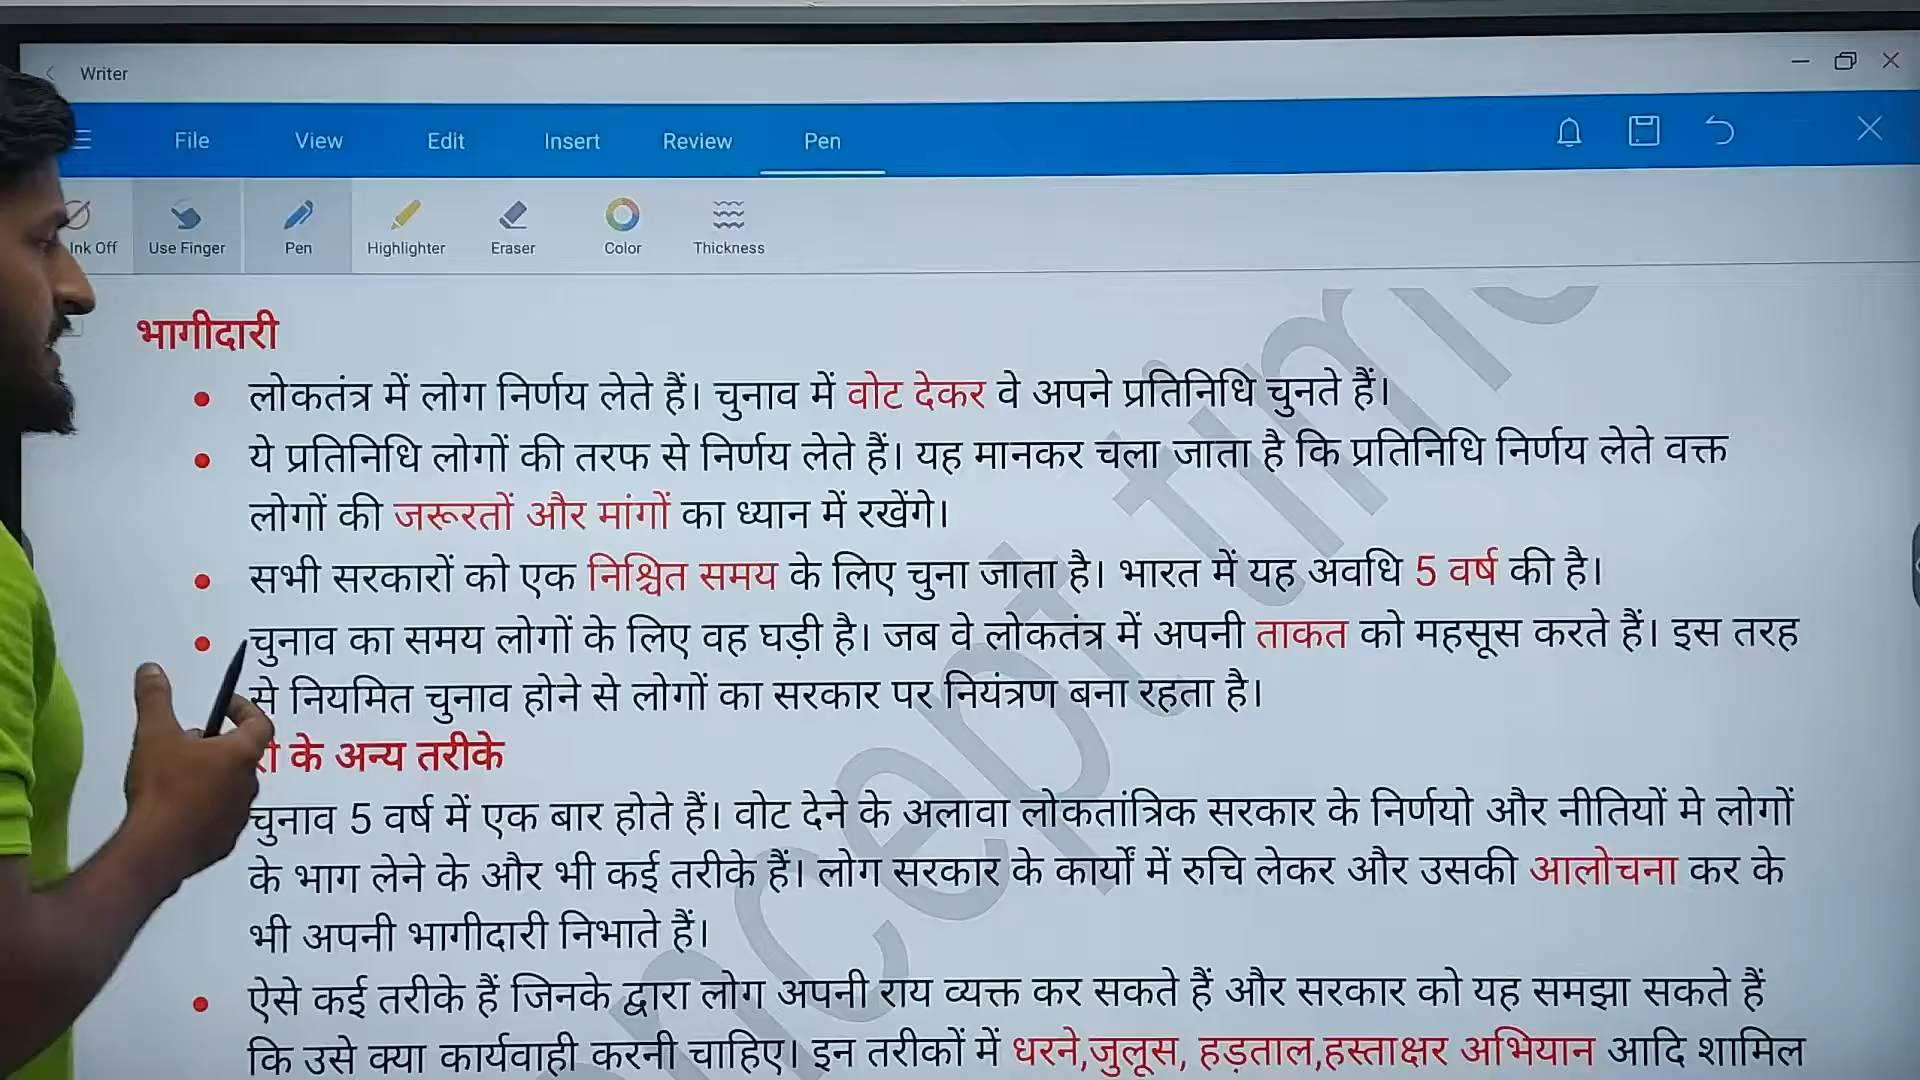 Writer
File View Edit Insert Review Pen
Ink Off Use Finger Pen Highlighter Eraser Color Thickness
भागीदारी
लोकतंत्र में लोग निर्णय लेते हैं। चुनाव में वोट देकर वे अपने प्रतिनिधि चुनते हैं।
ये प्रतिनिधि लोगों की तरफ से निर्णय लेते हैं। यह मानकर चला जाता है कि प्रतिनिधि निर्णय लेते वक्त
लोगों की जरूरतों और मांगों का ध्यान में रखेंगे।
सभी सरकारों को एक निश्चित समय के लिए चुना जाता है। भारत में यह अवधि 5 वर्ष की है।
चुनाव का समय लोगों के लिए वह घड़ी है। जब वे लोकतंत्र में अपनी ताकत को महसूस करते हैं। इस तरह
से नियमित चुनाव होने से लोगों का सरकार पर नियंत्रण बना रहता है।
के अन्य तरीके
चुनाव 5 वर्ष में एक बार होते हैं। वोट देने के अलावा लोकतांत्रिक सरकार के निर्णयो और नीतियों मे लोगों
के भाग लेने के और भी कई तरीके हैं। लोग सरकार के कार्यों में रुचि लेकर और उसकी आलोचना कर के
भी अपनी भागीदारी निभाते हैं।
ऐसे कई तरीके हैं जिनके द्वारा लोग अपनी राय व्यक्त कर सकते हैं और सरकार को यह समझा सकते हैं
कि उसे क्या कार्यवाही करनी चाहिए। इन तरीकों में धरने,जुलूस, हड़ताल,हस्ताक्षर अभियान आदि शामिल